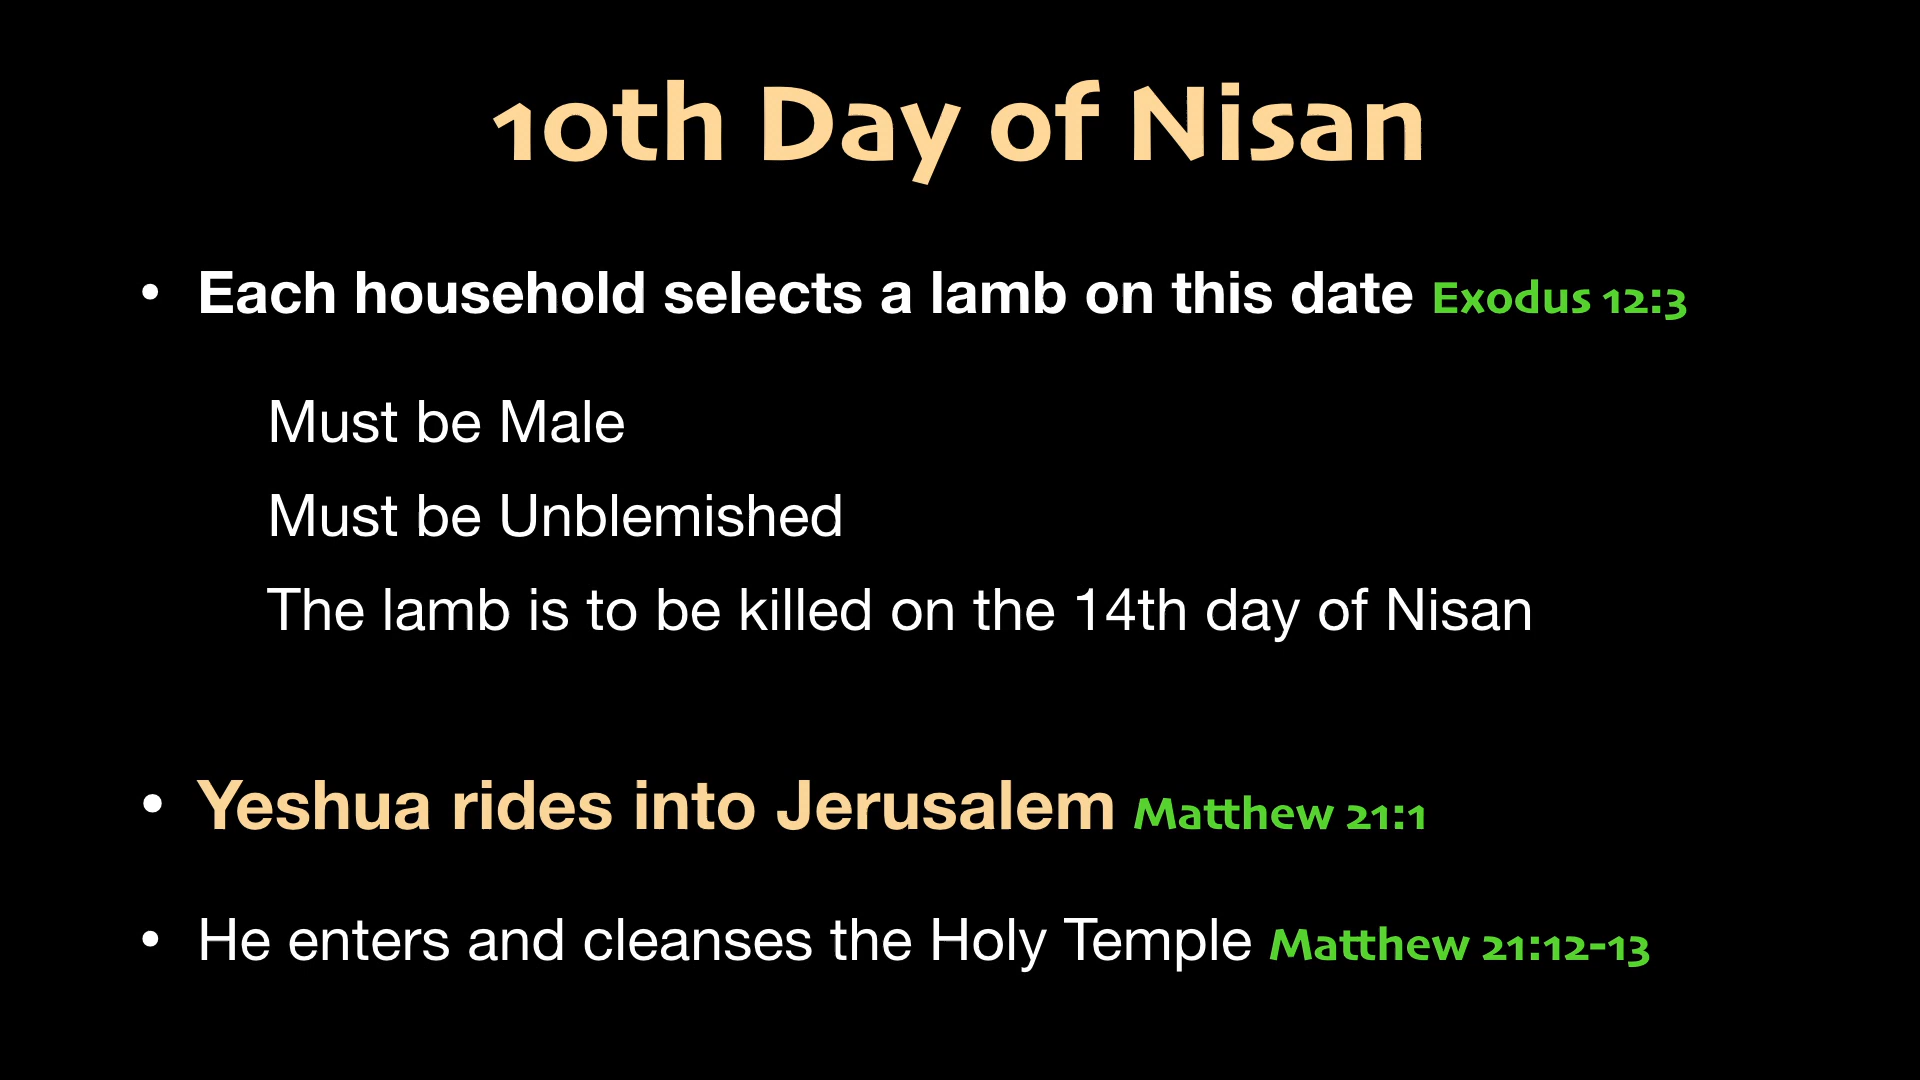 10th Day of Nisan
• Each household selects a lamb on this date Exodus 12:3
Must be Male
Must be Unblemished
The lamb is to be killed on the 14th day of Nisan
• Yeshua rides into Jerusalem Matthew 21:1
• He enters and cleanses the Holy Temple Matthew 21:12-13